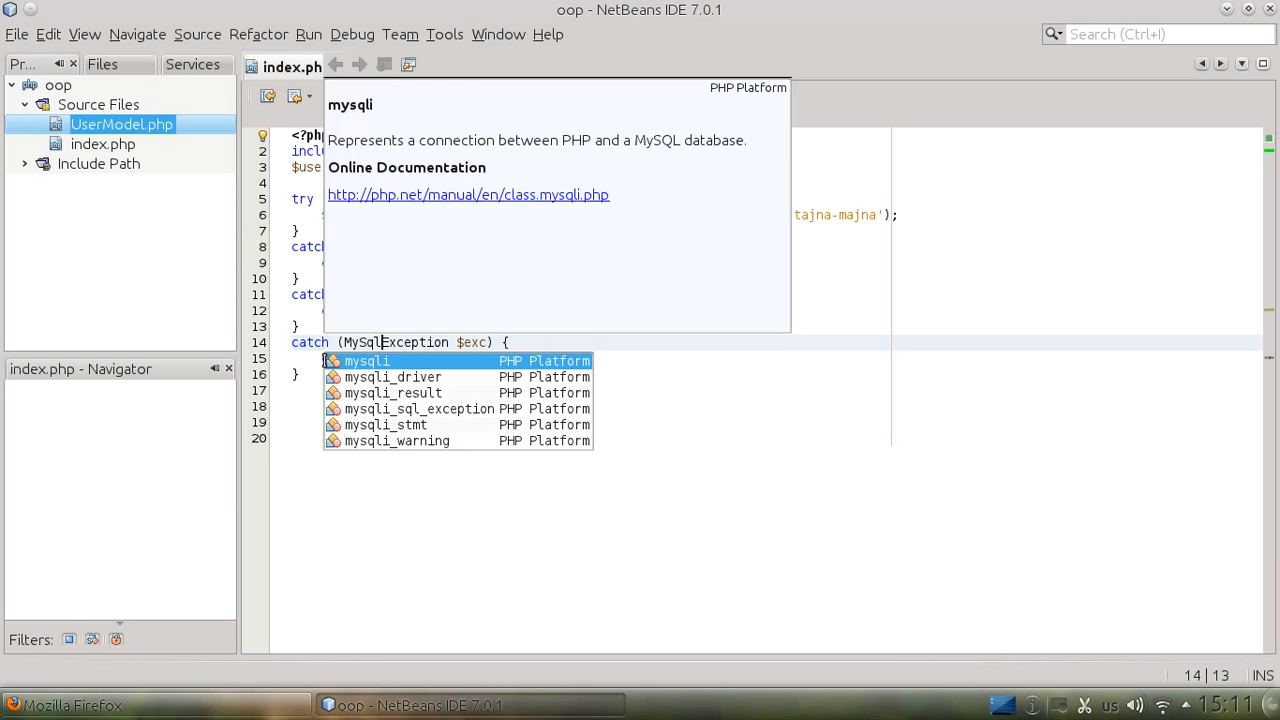 oop - NetBeans IDE 7.0.1
File Edit View Navigate Source Refactor Run Debug Team Tools Window Help
Search (Ctrl+I)
Pr... Files Services
oop
Source Files
UserModel.php
index.php
Include Path
index.php - Navigator
Filters:
index.ph
<?php
2 inclu
3 $use
4
5 try
6 tajna-majna');
7 }
8 catch
9
10 }
11 catch
12
13 }
14 catch (MySqlException $exc) {
15
16 }
17
18
19
20
PHP Platform
mysqli
Represents a connection between PHP and a MySQL database.
Online Documentation
http://php.net/manual/en/class.mysqli.php
mysqli PHP Platform
mysqli_driver PHP Platform
mysqli_result PHP Platform
mysqli_sql_exception PHP Platform
mysqli_stmt PHP Platform
mysqli_warning PHP Platform
14 | 13 INS
Mozilla Firefox
oop - NetBeans IDE 7.0.1
us
15:11